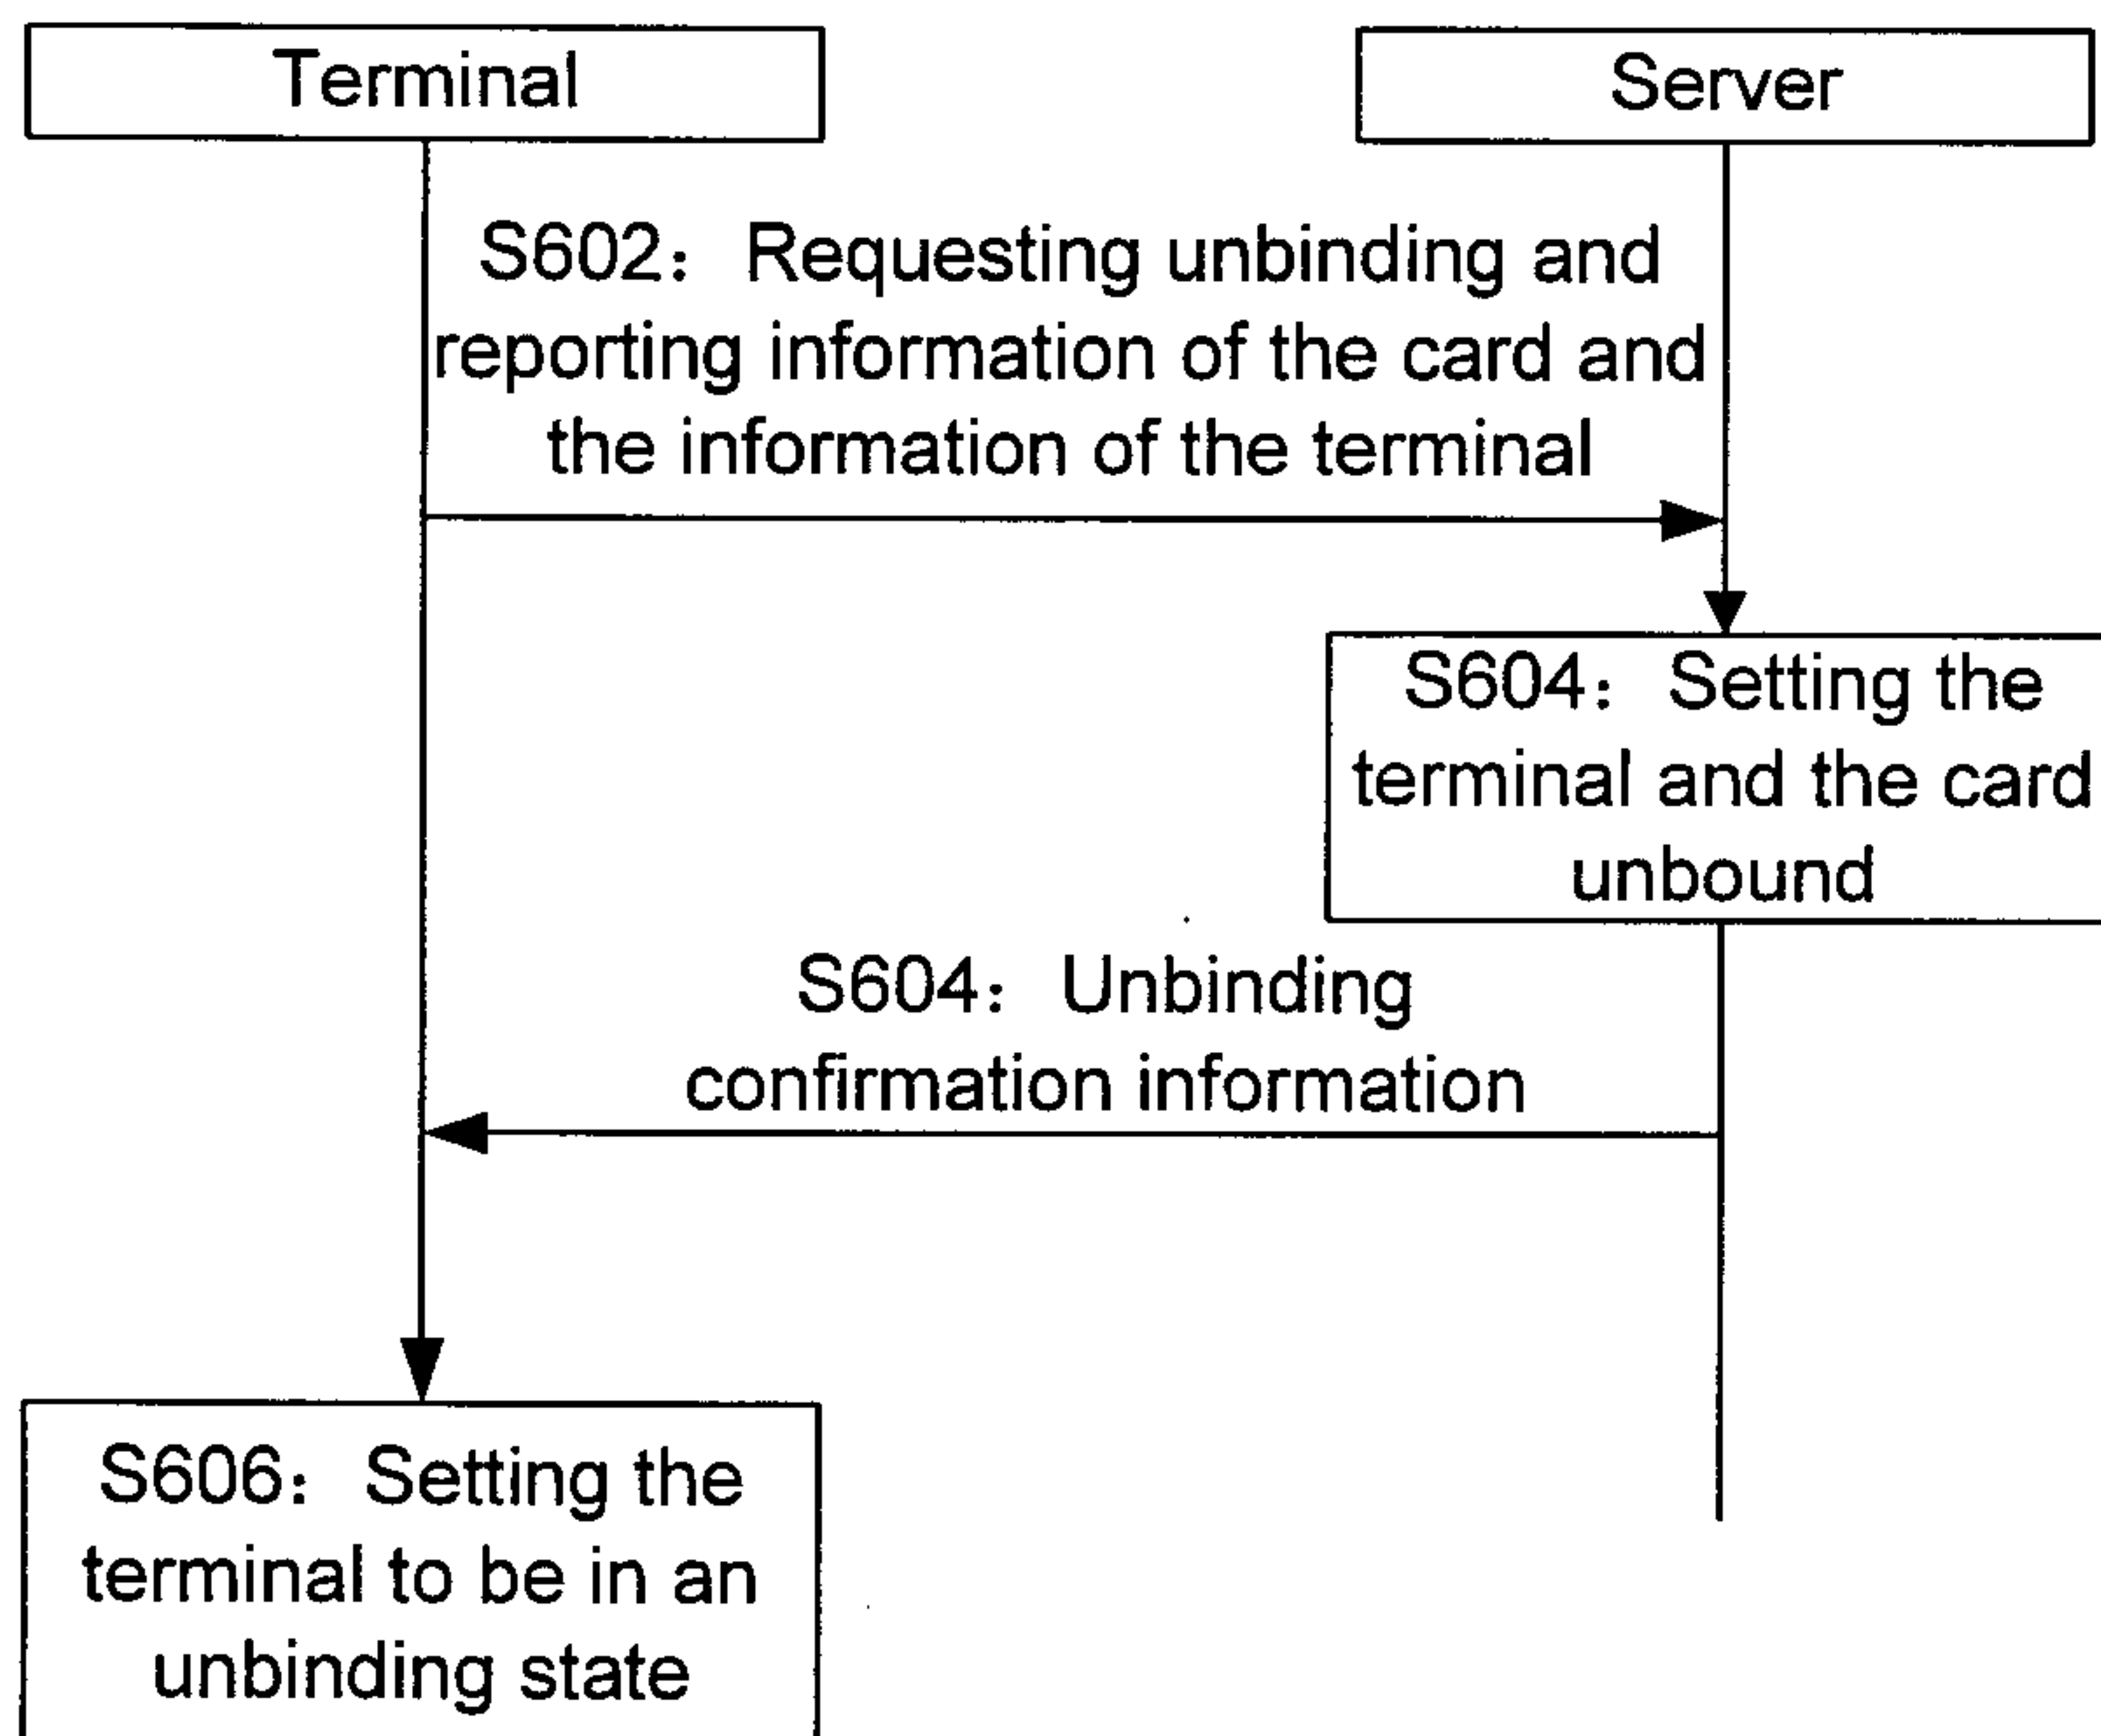 Terminal
Server
S602： Requesting unbinding and
reporting information of the card and
the information of the terminal
S604： Setting the
terminal and the card
unbound
S604： Unbinding
confirmation information
S606： Setting the
terminal to be in an
unbinding state